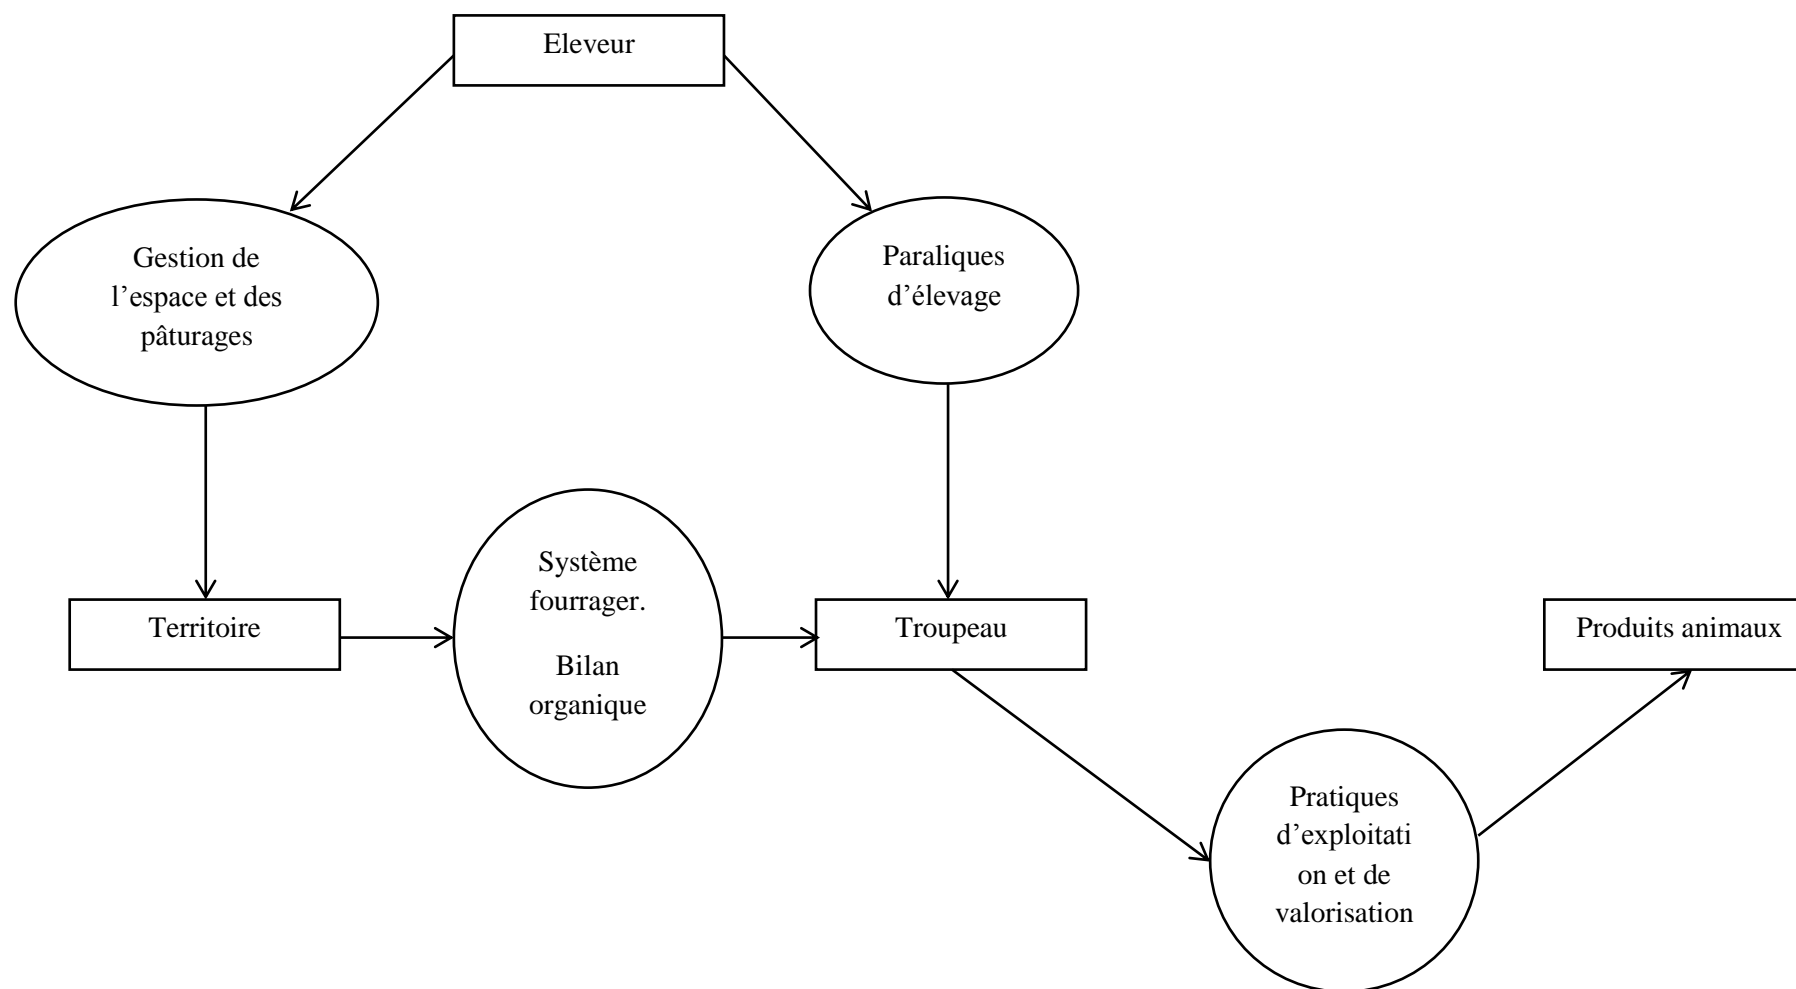 Eleveur
Gestion de
l’espace et des
pâturages
Paraliques
d’élevage
Système
fourrager.
Bilan
organique
Territoire
Troupeau
Produits animaux
Pratiques
d’exploitati
on et de
valorisation